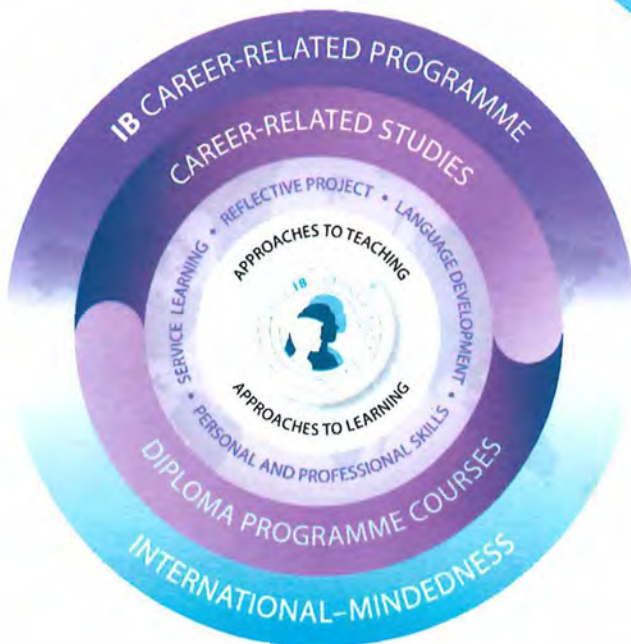 IB CAREER-RELATED PROGRAMME
CAREER-RELATED STUDIES
SERVICE LEARNING • REFLECTIVE PROJECT • LANGUAGE DEVELOPMENT • PERSONAL AND PROFESSIONAL SKILLS •
APPROACHES TO TEACHING
IB
APPROACHES TO LEARNING
DIPLOMA PROGRAMME COURSES
INTERNATIONAL–MINDEDNESS